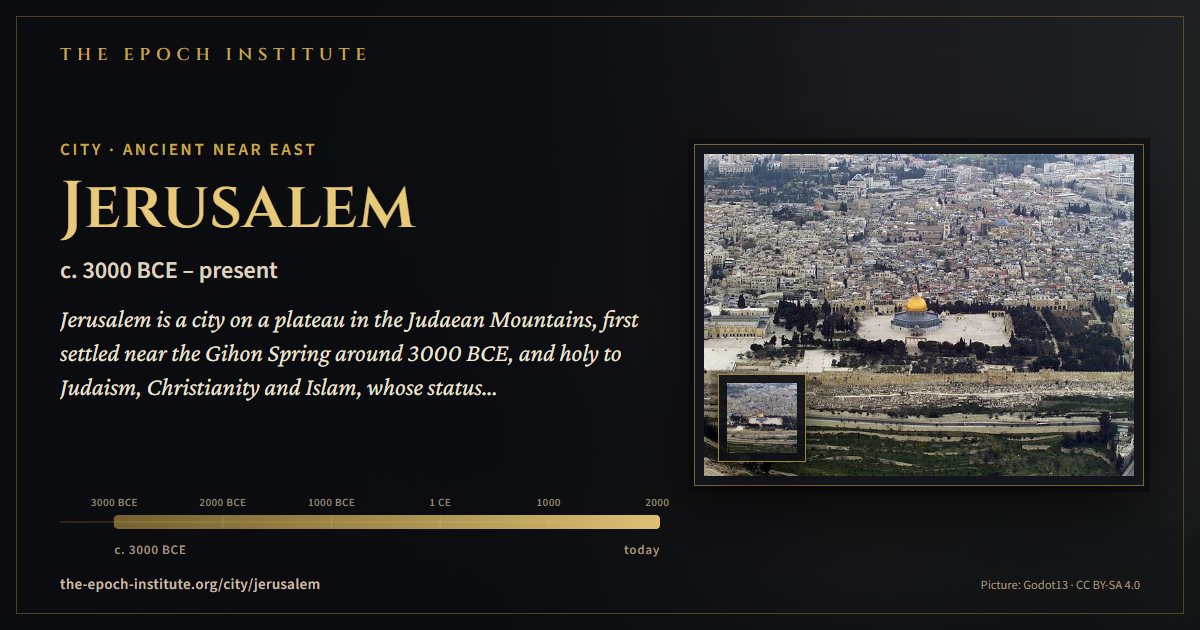 THE EPOCH INSTITUTE
CITY · ANCIENT NEAR EAST
JERUSALEM
c. 3000 BCE – present
Jerusalem is a city on a plateau in the Judaean Mountains, first
settled near the Gihon Spring around 3000 BCE, and holy to
Judaism, Christianity and Islam, whose status...
3000 BCE 2000 BCE 1000 BCE 1 CE 1000 2000
c. 3000 BCE today
the-epoch-institute.org/city/jerusalem
Picture: Godot13 · CC BY-SA 4.0